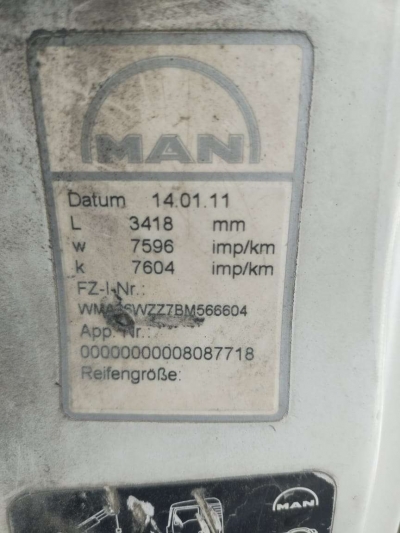 MAN
Datum 14.01.11
L 3418 mm
w 7596 imp/km
k 7604 imp/km
FZ-I-Nr.:
App. Nr.:
00000000008087718
Reifengröße:
MAN